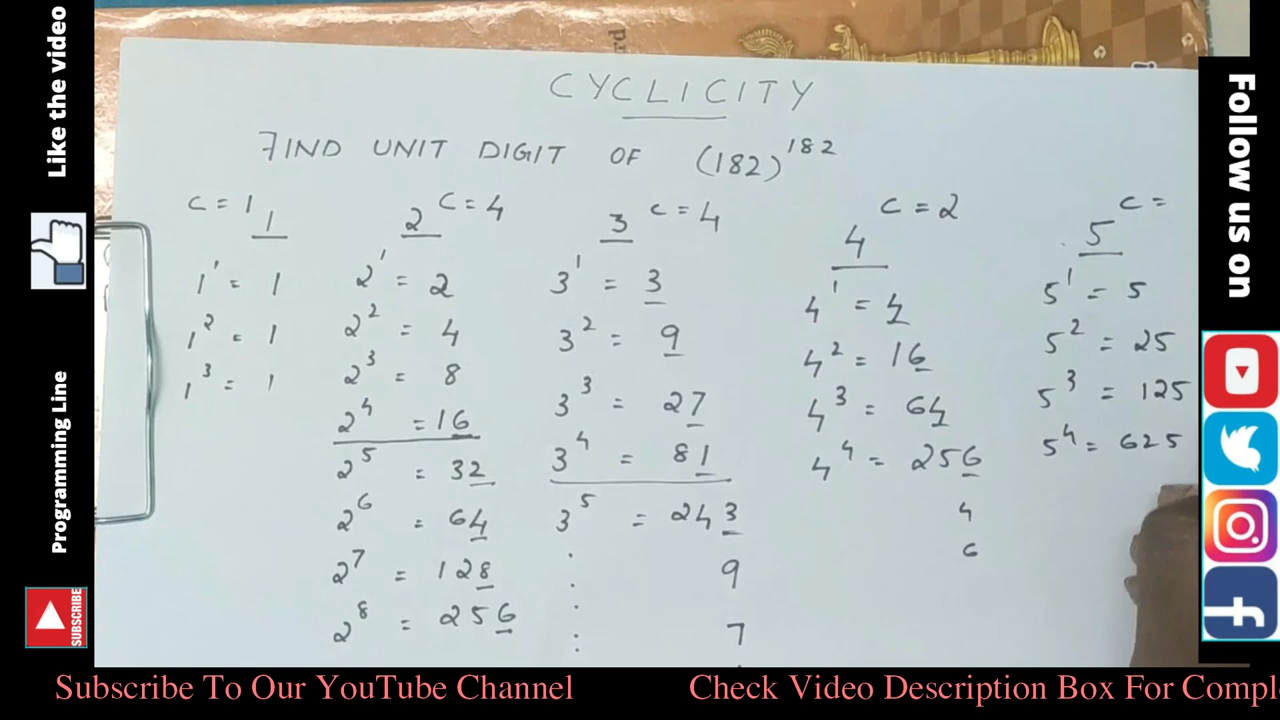 CYCLICITY
FIND UNIT DIGIT OF (182)^182
C = 1
1
1^1 = 1
1^2 = 1
1^3 = 1
2 C = 4
2^1 = 2
2^2 = 4
2^3 = 8
2^4 = 16
2^5 = 32
2^6 = 64
2^7 = 128
2^8 = 256
3 C = 4
3^1 = 3
3^2 = 9
3^3 = 27
3^4 = 81
3^5 = 243
9
7
C = 2
4
4^1 = 4
4^2 = 16
4^3 = 64
4^4 = 256
4
6
C =
5
5^1 = 5
5^2 = 25
5^3 = 125
5^4 = 625
Like the video
Programming Line
SUBSCRIBE
Follow us on
Subscribe To Our YouTube Channel
Check Video Description Box For Compl